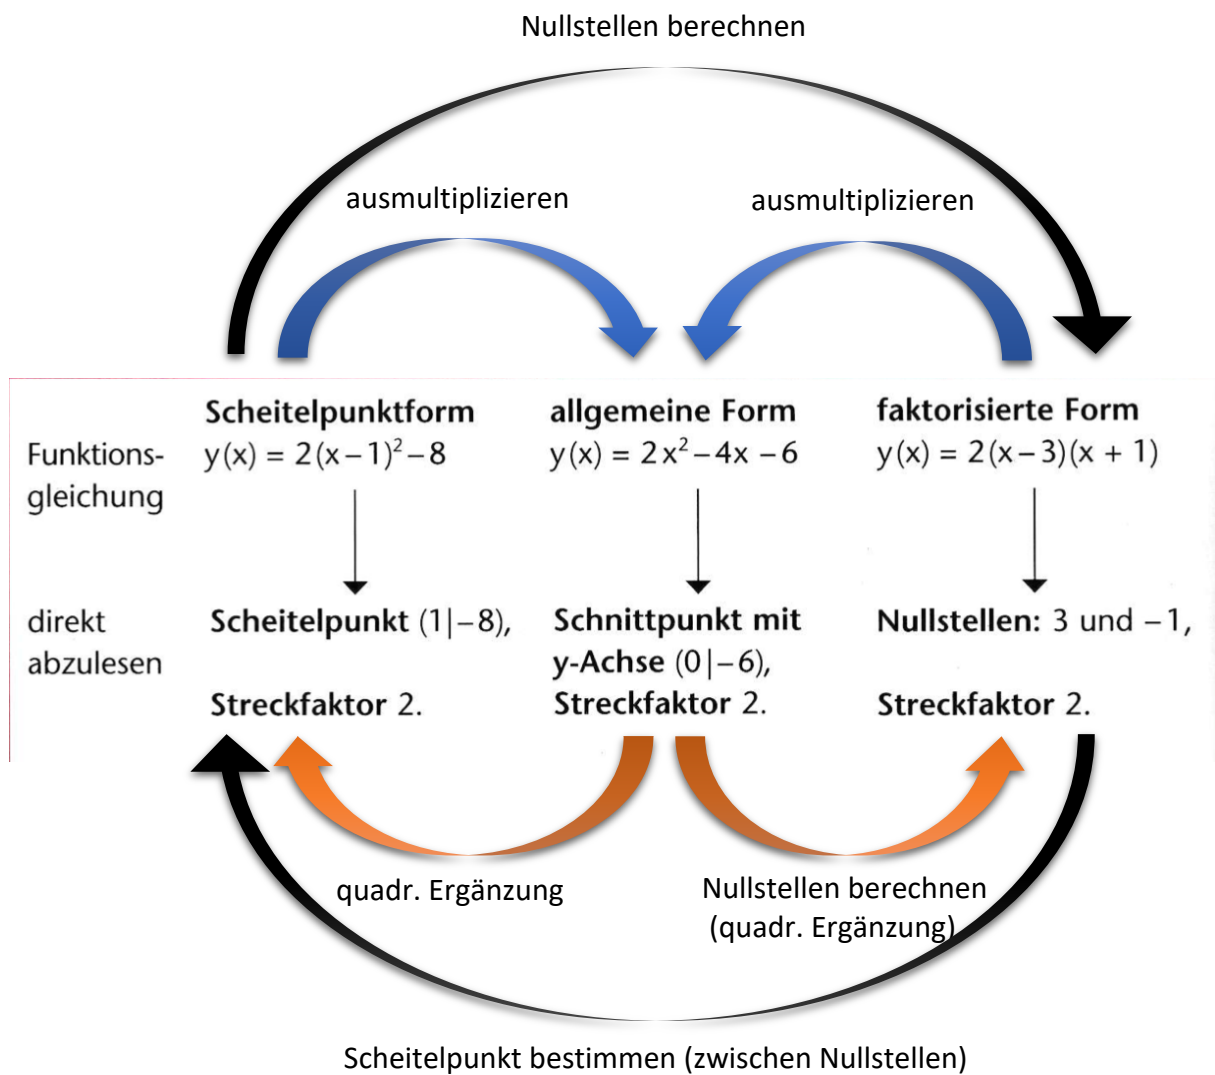 Nullstellen berechnen
ausmultiplizieren
ausmultiplizieren
Scheitelpunktform
allgemeine Form
faktorisierte Form
Funktions-
gleichung
y(x) = 2(x−1)²−8
y(x) = 2x²−4x −6
y(x) = 2(x−3)(x + 1)
direkt
abzulesen
Scheitelpunkt (1|−8),
Streckfaktor 2.
Schnittpunkt mit
y-Achse (0|−6),
Streckfaktor 2.
Nullstellen: 3 und −1,
Streckfaktor 2.
quadr. Ergänzung
Nullstellen berechnen
(quadr. Ergänzung)
Scheitelpunkt bestimmen (zwischen Nullstellen)